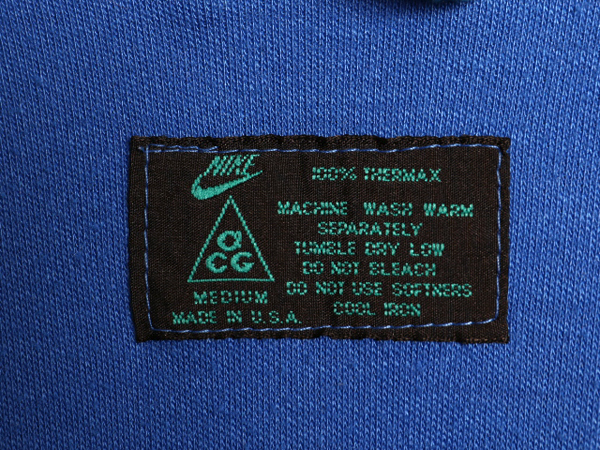 NIKE
ACG
MEDIUM
MADE IN U.S.A.
100% THERMAX
MACHINE WASH WARM
SEPARATELY
TUMBLE DRY LOW
DO NOT BLEACH
DO NOT USE SOFTNERS
COOL IRON